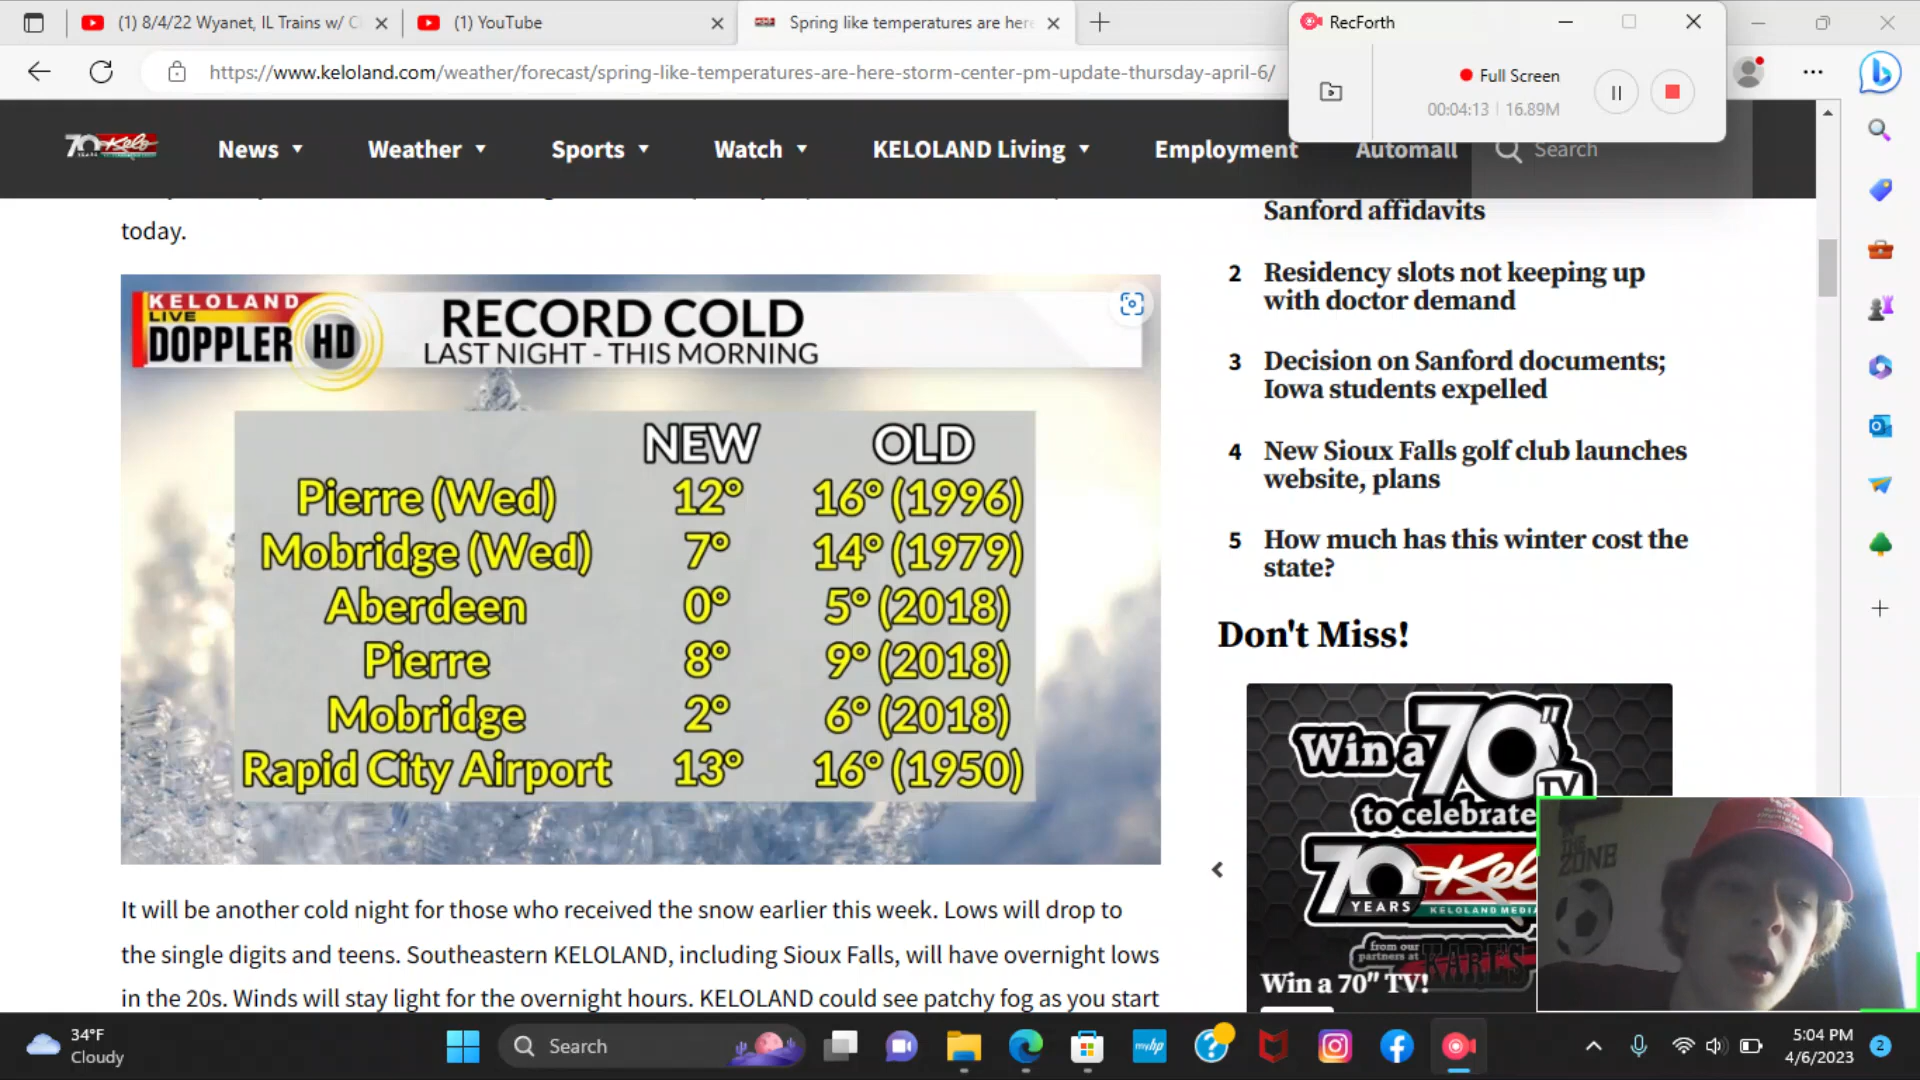 (1) 8/4/22 Wyanet, IL Trains w/ C
(1) YouTube
Spring like temperatures are here
RecForth
https://www.keloland.com/weather/forecast/spring-like-temperatures-are-here-storm-center-pm-update-thursday-april-6/
Full Screen
00:04:13 | 16.89M
70 Kelo
YEARS
News
Weather
Sports
Watch
KELOLAND Living
Employment
Automall
Search
today.
KELOLAND
LIVE
DOPPLER HD
RECORD COLD
LAST NIGHT - THIS MORNING
NEW OLD
Pierre (Wed) 12° 16° (1996)
Mobridge (Wed) 7° 14° (1979)
Aberdeen 0° 5° (2018)
Pierre 8° 9° (2018)
Mobridge 2° 6° (2018)
Rapid City Airport 13° 16° (1950)
It will be another cold night for those who received the snow earlier this week. Lows will drop to
the single digits and teens. Southeastern KELOLAND, including Sioux Falls, will have overnight lows
in the 20s. Winds will stay light for the overnight hours. KELOLAND could see patchy fog as you start
Sanford affidavits
2 Residency slots not keeping up
with doctor demand
3 Decision on Sanford documents;
Iowa students expelled
4 New Sioux Falls golf club launches
website, plans
5 How much has this winter cost the
state?
Don't Miss!
Win a 70"
TV
to celebrate
70 Kel
YEARS KELOLAND MEDIA
from our
partners at KARL'S
Win a 70" TV!
THE
ZONE
34°F
Cloudy
Search
myhp
5:04 PM
4/6/2023
2